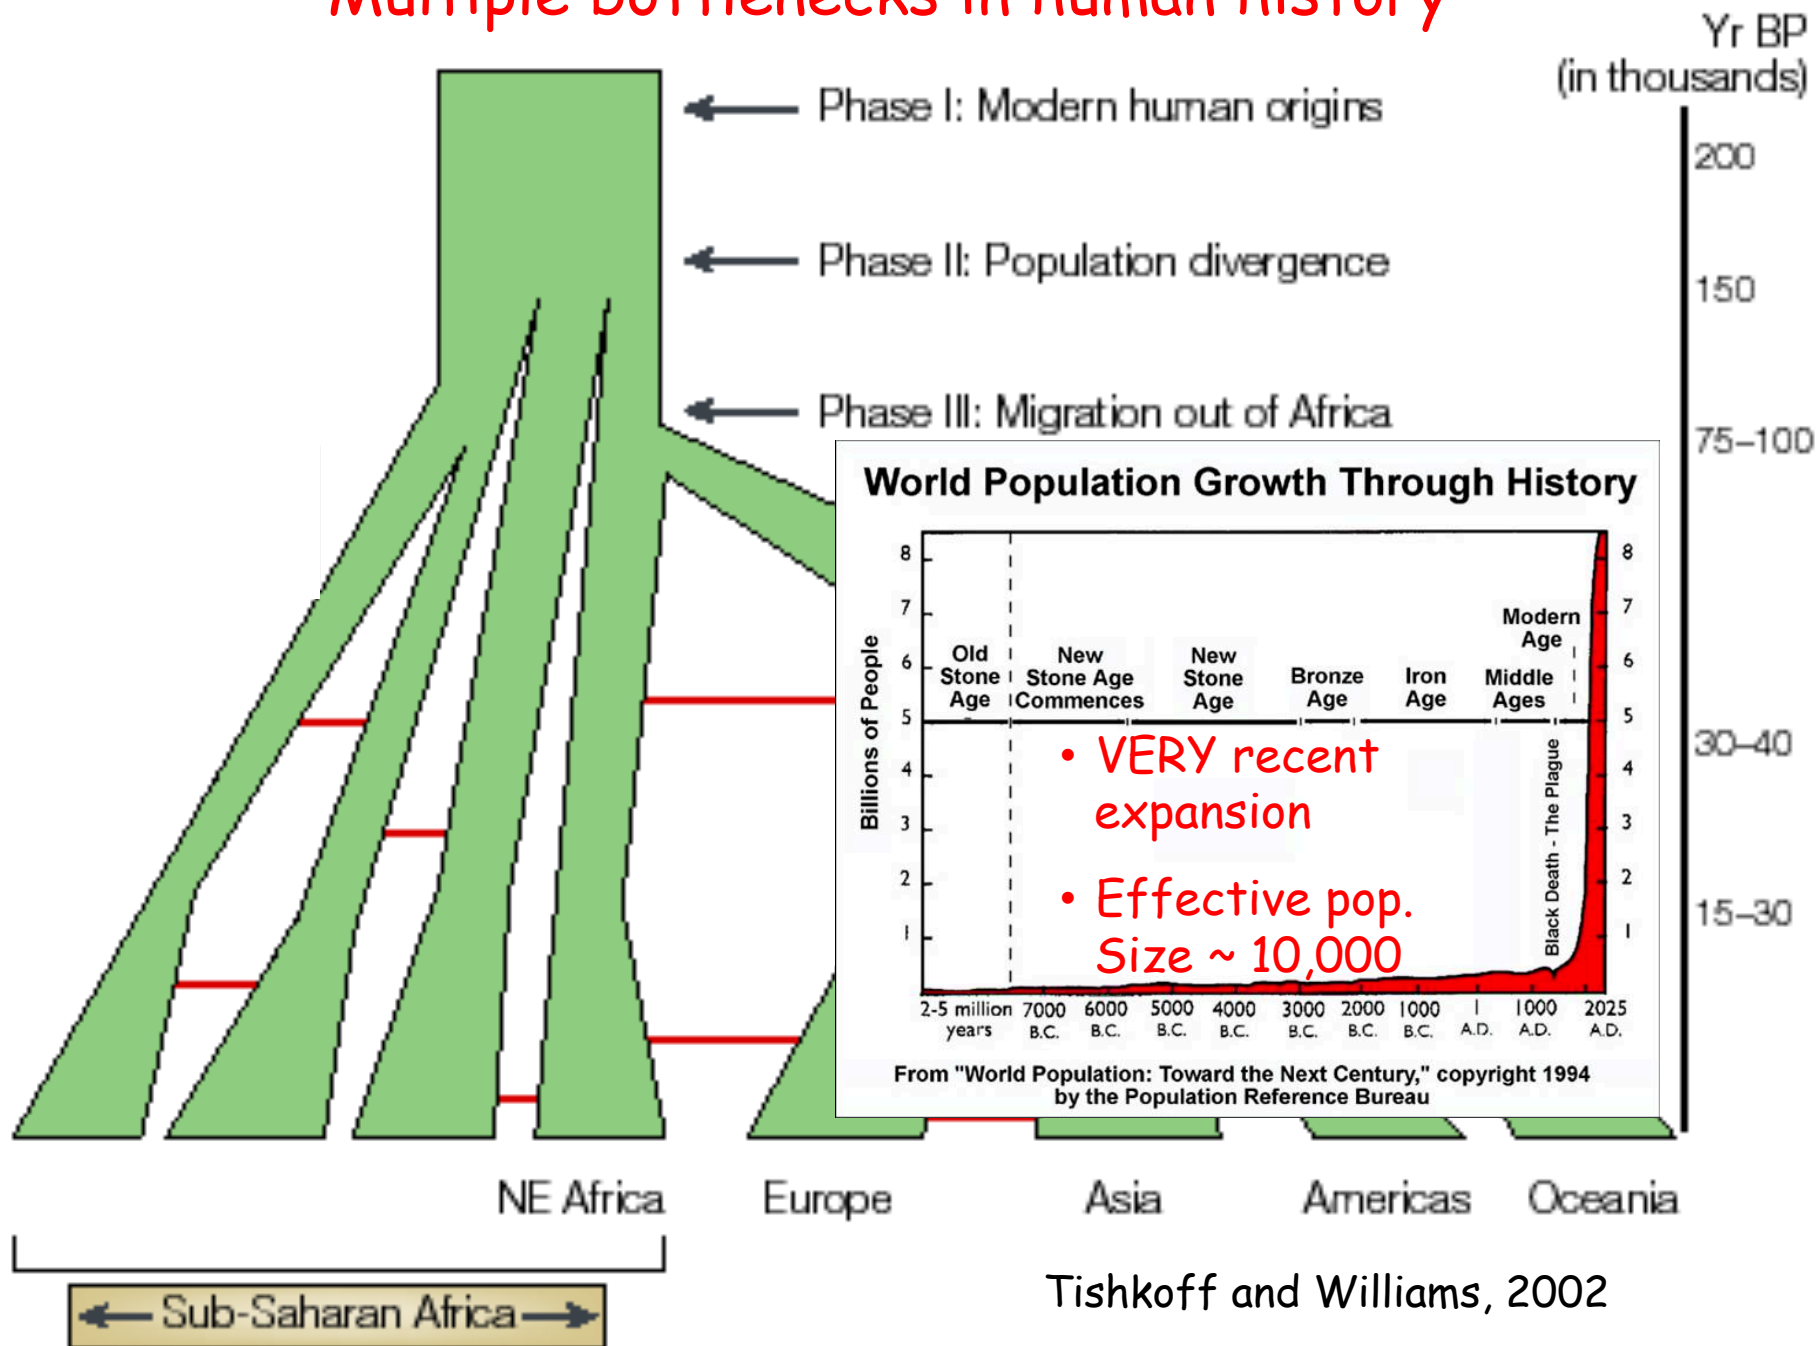 Multiple bottlenecks in human history
Yr BP
(in thousands)
Phase I: Modern human origins
200
Phase II: Population divergence
150
Phase III: Migration out of Africa
75–100
World Population Growth Through History
Billions of People
8
7
6
5
4
3
2
1
Old
Stone
Age
New
Stone Age
Commences
New
Stone
Age
Bronze
Age
Iron
Age
Middle
Ages
Modern
Age
Black Death - The Plague
8
7
6
5
4
3
2
1
• VERY recent
expansion
• Effective pop.
Size ~ 10,000
2-5 million
years
7000
B.C.
6000
B.C.
5000
B.C.
4000
B.C.
3000
B.C.
2000
B.C.
1000
B.C.
1
A.D.
1000
A.D.
2025
A.D.
From "World Population: Toward the Next Century," copyright 1994
by the Population Reference Bureau
30–40
15–30
NE Africa
Europe
Asia
Americas
Oceania
Sub-Saharan Africa
Tishkoff and Williams, 2002